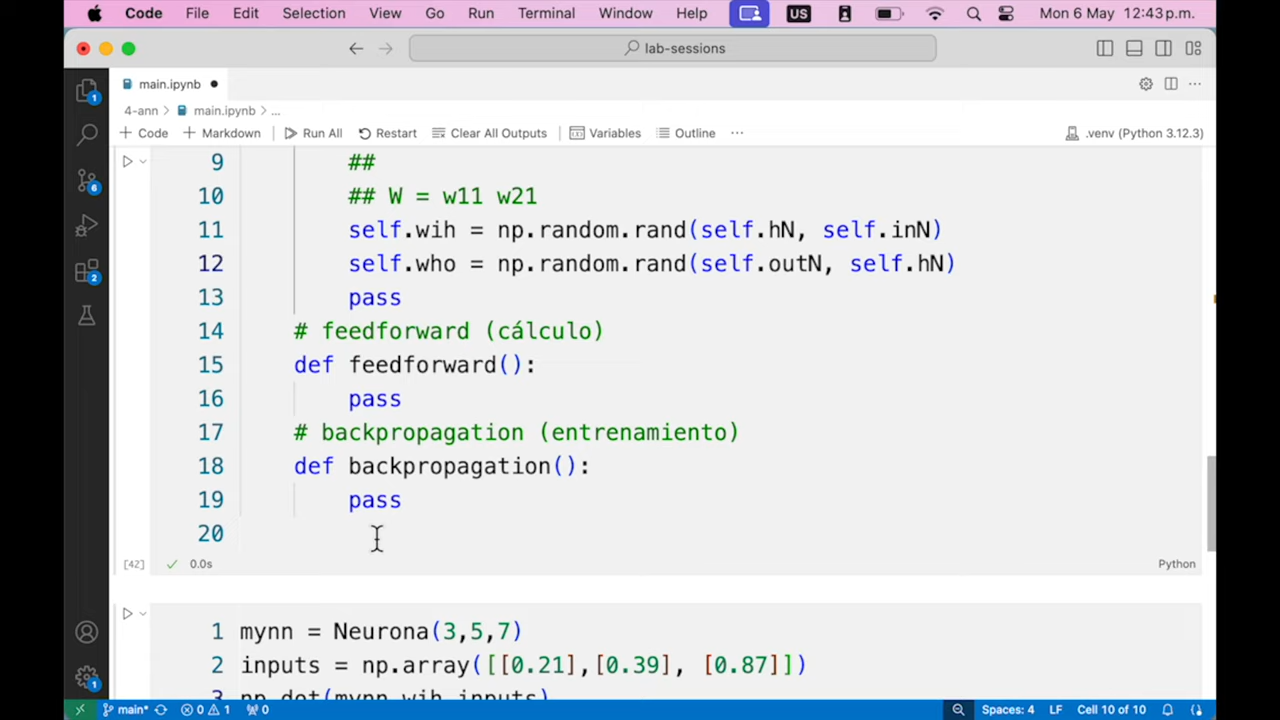 Code File Edit Selection View Go Run Terminal Window Help US Mon 6 May 12:43 p.m.
lab-sessions
main.ipynb
4-ann > main.ipynb > ...
+ Code + Markdown Run All Restart Clear All Outputs Variables Outline ... .venv (Python 3.12.3)
9 ##
10 ## W = w11 w21
11 self.wih = np.random.rand(self.hN, self.inN)
12 self.who = np.random.rand(self.outN, self.hN)
13 pass
14 # feedforward (cálculo)
15 def feedforward():
16 pass
17 # backpropagation (entrenamiento)
18 def backpropagation():
19 pass
20
[42] 0.0s Python
1 mynn = Neurona(3,5,7)
2 inputs = np.array([[0.21],[0.39], [0.87]])
3 np.dot(mynn.wih,inputs)
1
6
2
1
main* 0 1 0 Spaces: 4 LF Cell 10 of 10